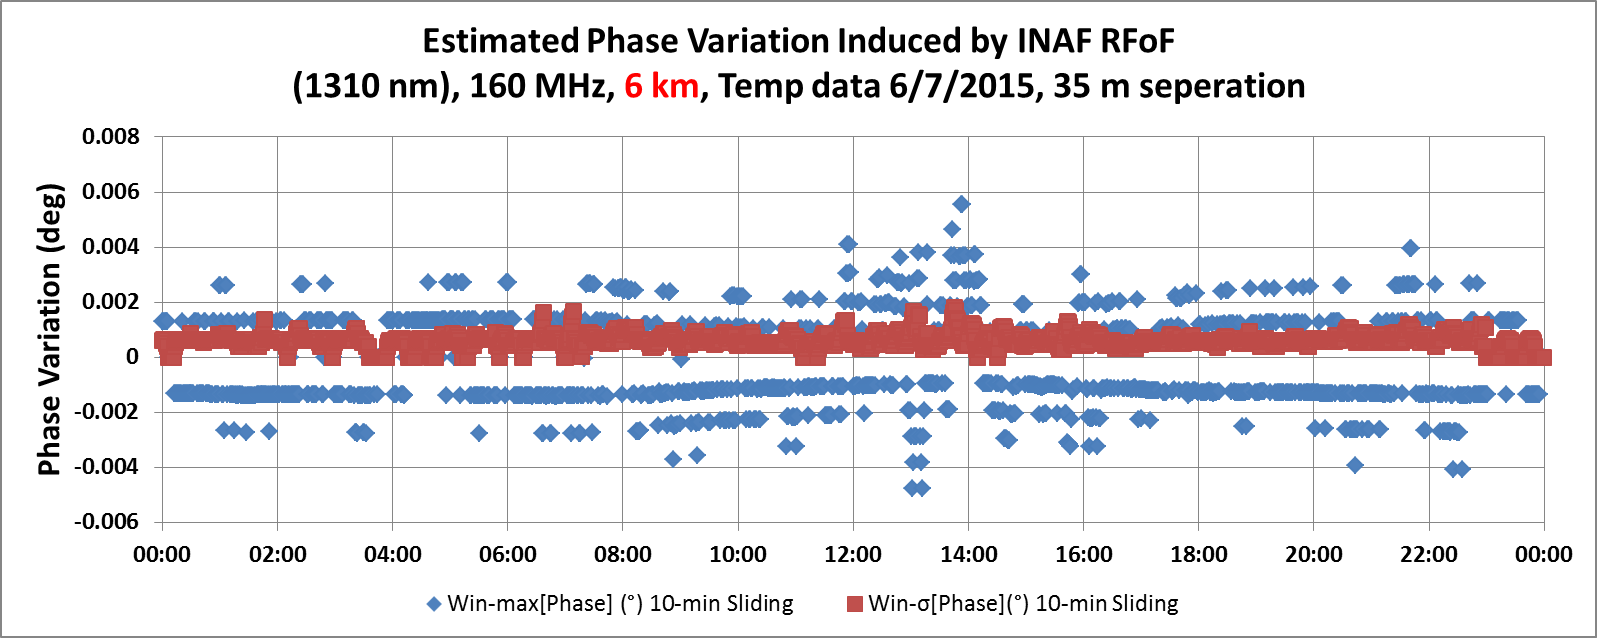 Estimated Phase Variation Induced by INAF RFoF
(1310 nm), 160 MHz, 6 km, Temp data 6/7/2015, 35 m seperation
Phase Variation (deg)
0.008
0.006
0.004
0.002
0
-0.002
-0.004
-0.006
00:00 02:00 04:00 06:00 08:00 10:00 12:00 14:00 16:00 18:00 20:00 22:00 00:00
Win-max[Phase] (°) 10-min Sliding Win-σ[Phase](°) 10-min Sliding